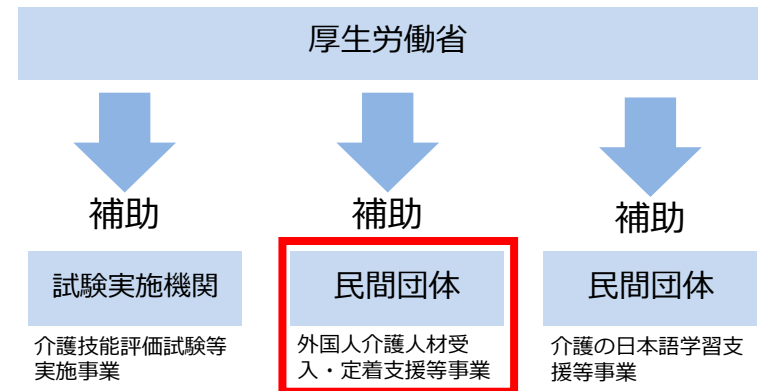 厚生労働省
補助
補助
補助
試験実施機関
介護技能評価試験等
実施事業
民間団体
外国人介護人材受
入・定着支援等事業
民間団体
介護の日本語学習支
援等事業